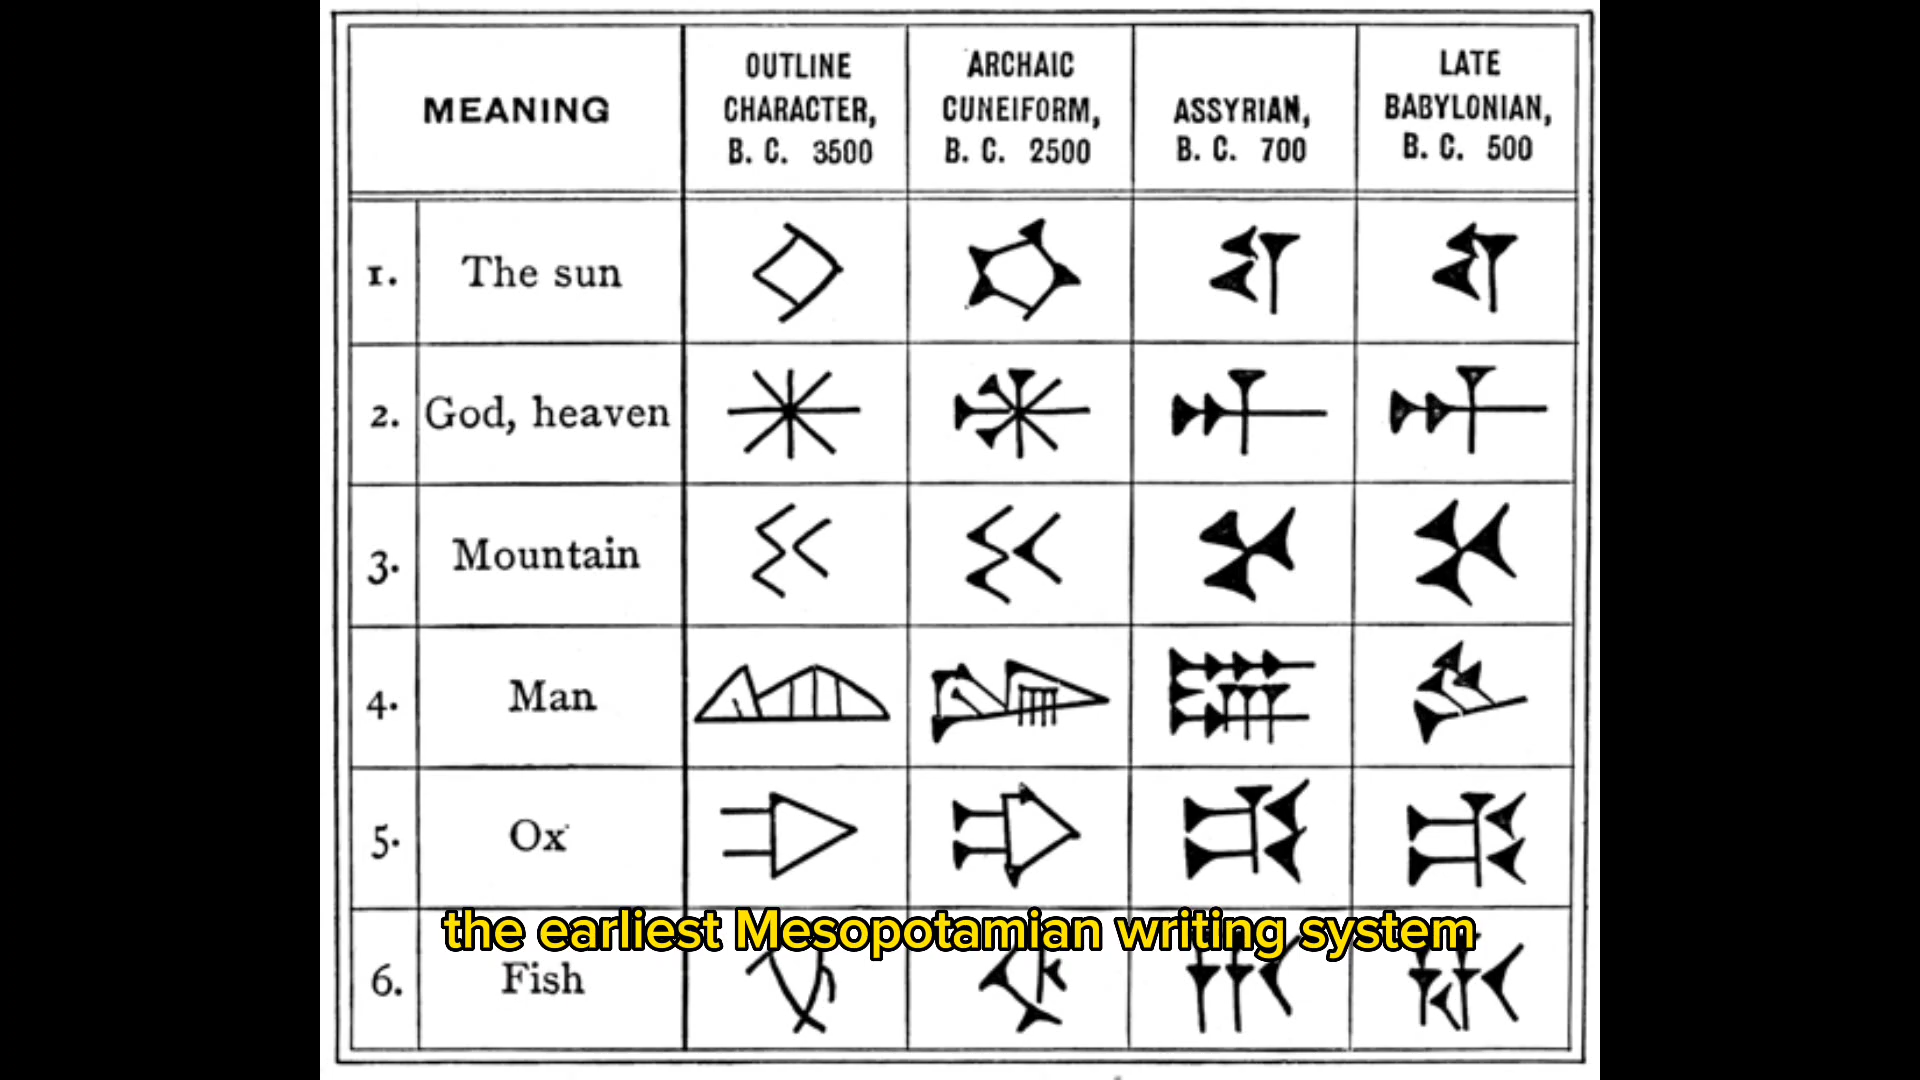 MEANING
OUTLINE
CHARACTER,
B. C. 3500
ARCHAIC
CUNEIFORM,
B. C. 2500
ASSYRIAN,
B. C. 700
LATE
BABYLONIAN,
B. C. 500
1. The sun
2. God, heaven
3. Mountain
4. Man
5. Ox
the earliest Mesopotamian writing system
6. Fish